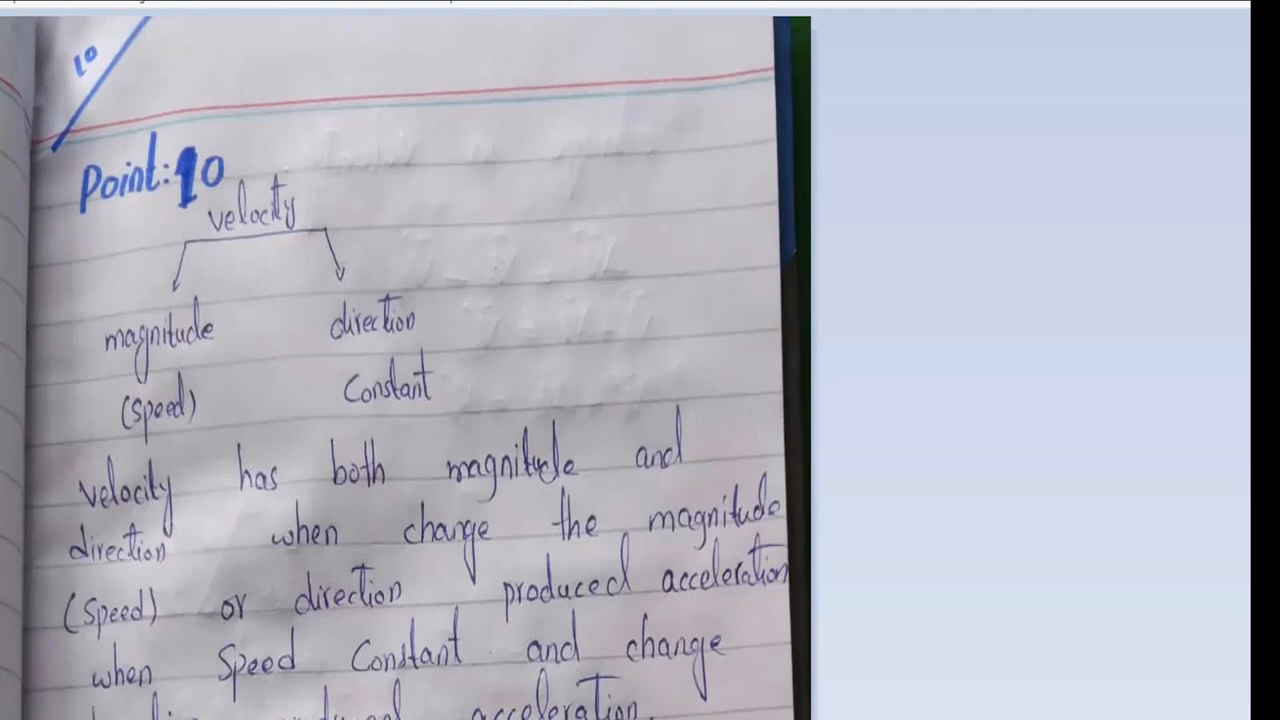 10
Point: 10
velocity
magnitude direction
(speed) Constant
velocity has both magnitude and
direction when change the magnitude
(speed) or direction produced acceleration
when speed Constant and change
acceleration.